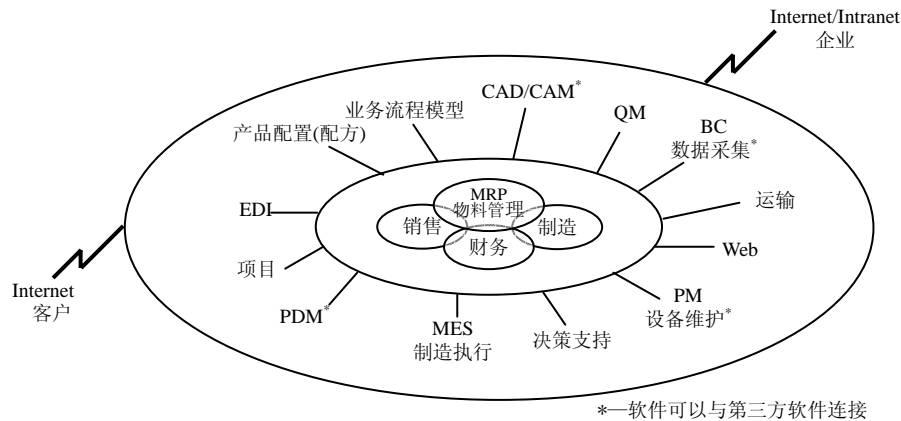 Internet/Intranet
企业
CAD/CAM*
业务流程模型
QM
产品配置(配方)
BC
数据采集*
MRP
物料管理
运输
EDI
销售
制造
财务
Web
项目
Internet
客户
PDM*
PM
设备维护*
MES
制造执行
决策支持
*—软件可以与第三方软件连接